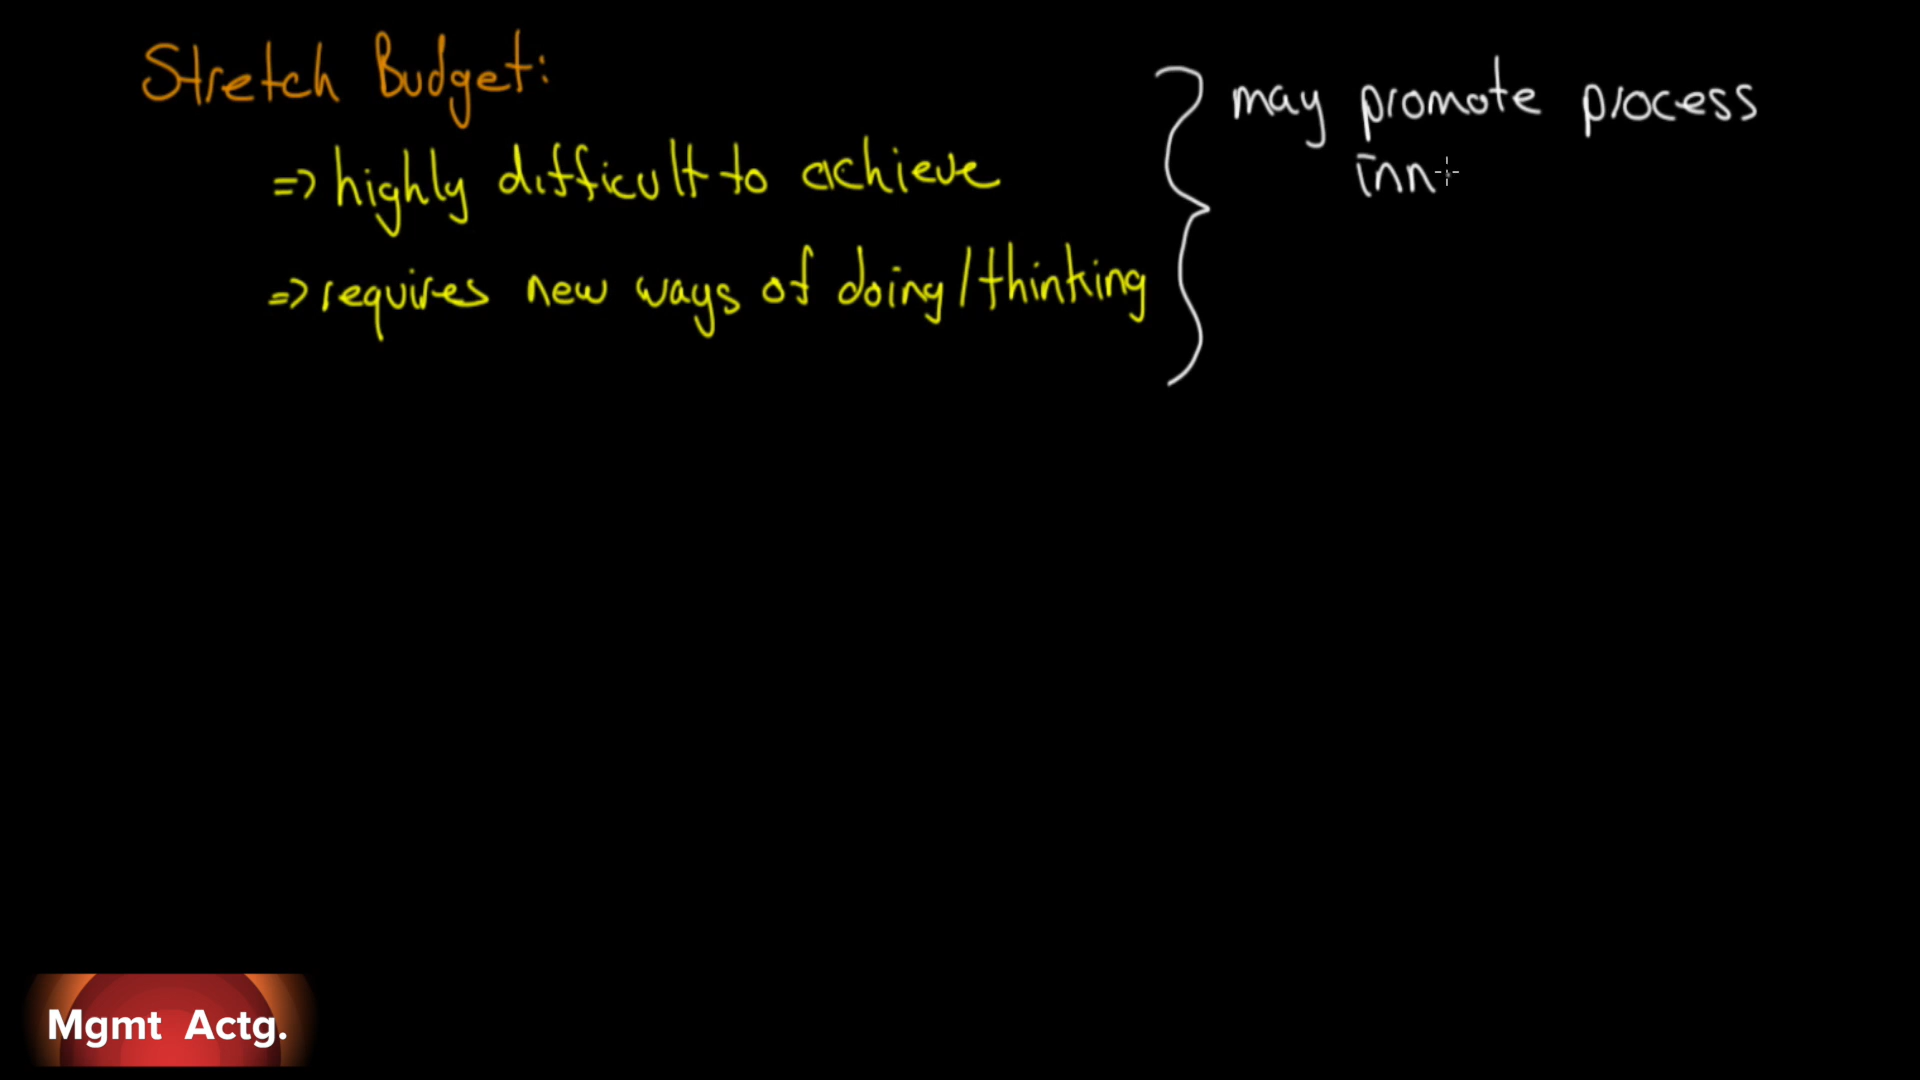 Stretch Budget:
=> highly difficult to achieve
=> requires new ways of doing/thinking
may promote process
inn
Mgmt Actg.